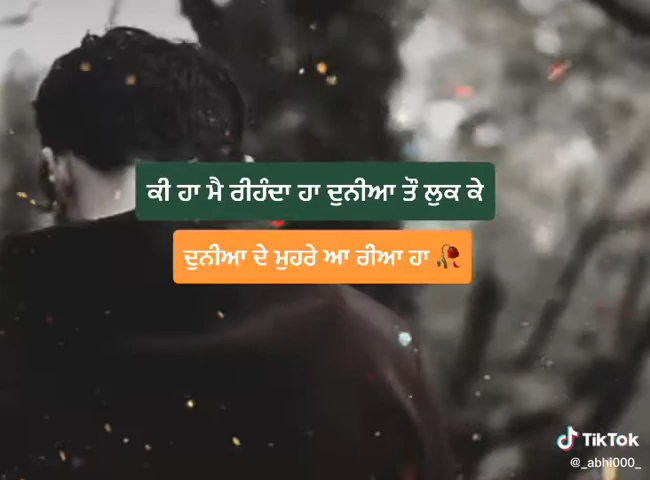 ਕੀ ਹਾ ਮੈ ਰੀਹੰਦਾ ਹਾ ਦੁਨੀਆ ਤੌ ਲੁਕ ਕੇ
ਦੁਨੀਆ ਦੇ ਮੁਹਰੇ ਆ ਰੀਆ ਹਾ 🥀
TikTok
@_abhi000_